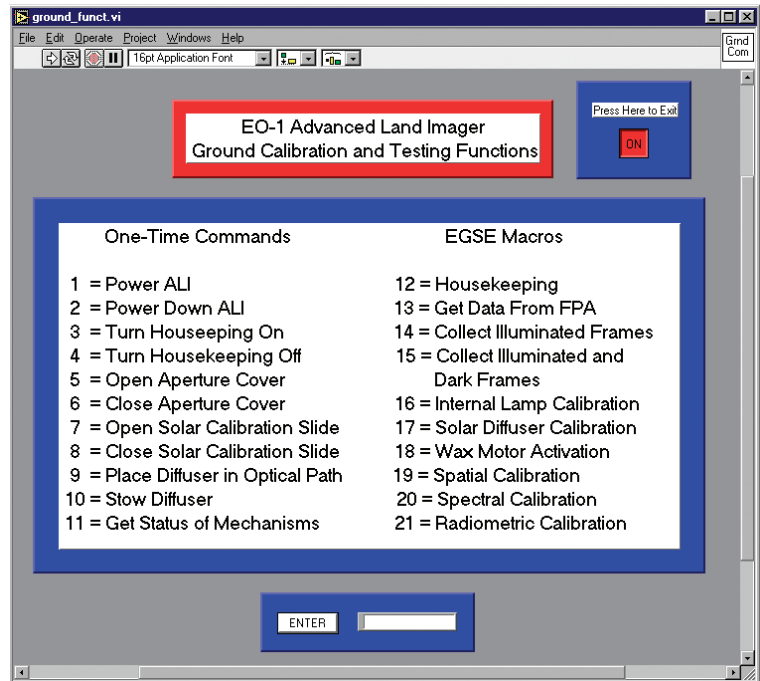 ground_funct.vi
File Edit Operate Project Windows Help
16pt Application Font
Grnd
Com
EO-1 Advanced Land Imager
Ground Calibration and Testing Functions
Press Here to Exit
ON
One-Time Commands
1 = Power ALI
2 = Power Down ALI
3 = Turn Houseeping On
4 = Turn Housekeeping Off
5 = Open Aperture Cover
6 = Close Aperture Cover
7 = Open Solar Calibration Slide
8 = Close Solar Calibration Slide
9 = Place Diffuser in Optical Path
10 = Stow Diffuser
11 = Get Status of Mechanisms
EGSE Macros
12 = Housekeeping
13 = Get Data From FPA
14 = Collect Illuminated Frames
15 = Collect Illuminated and
Dark Frames
16 = Internal Lamp Calibration
17 = Solar Diffuser Calibration
18 = Wax Motor Activation
19 = Spatial Calibration
20 = Spectral Calibration
21 = Radiometric Calibration
ENTER